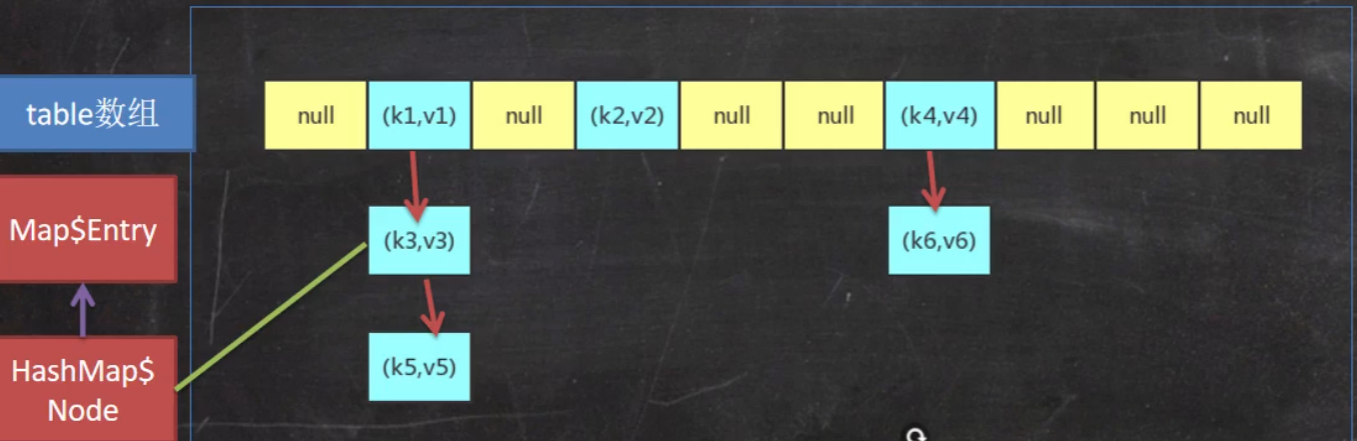 table数组
null
(k1,v1)
null
(k2,v2)
null
null
(k4,v4)
null
null
null
Map$Entry
(k3,v3)
(k6,v6)
HashMap$
Node
(k5,v5)